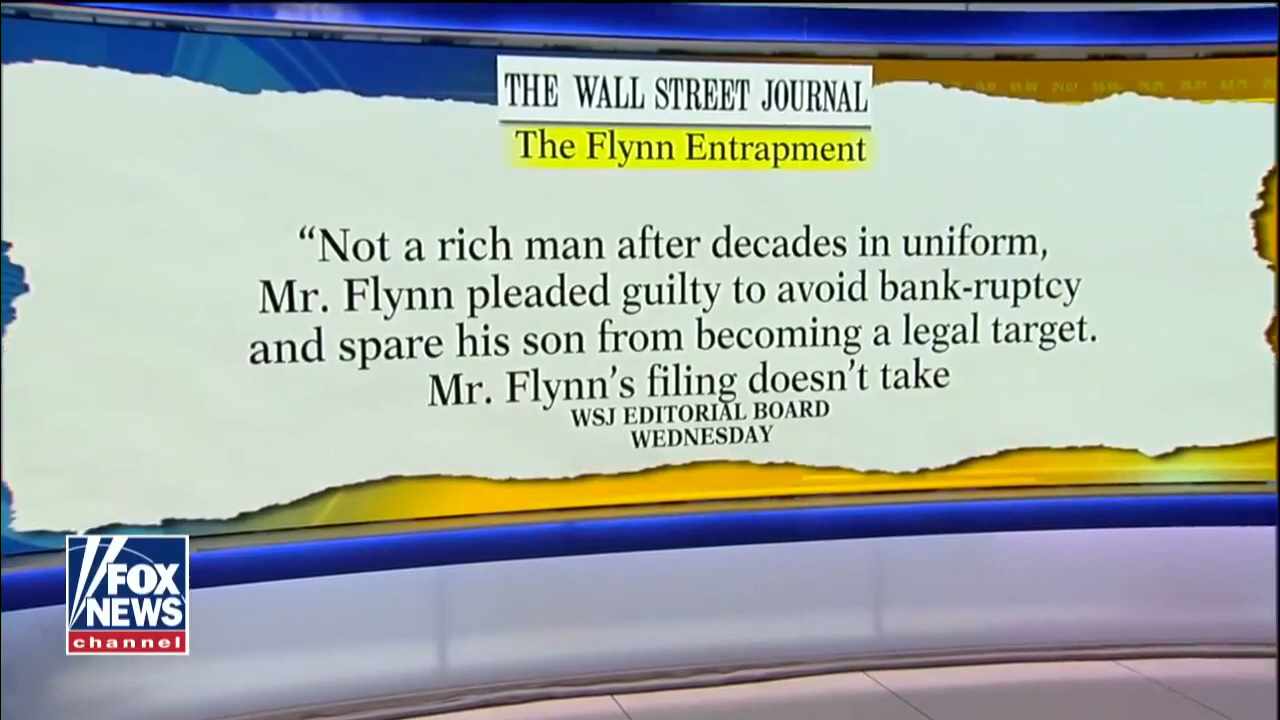 THE WALL STREET JOURNAL
The Flynn Entrapment
“Not a rich man after decades in uniform,
Mr. Flynn pleaded guilty to avoid bank-ruptcy
and spare his son from becoming a legal target.
Mr. Flynn’s filing doesn’t take
WSJ EDITORIAL BOARD
WEDNESDAY
FOX
NEWS
channel